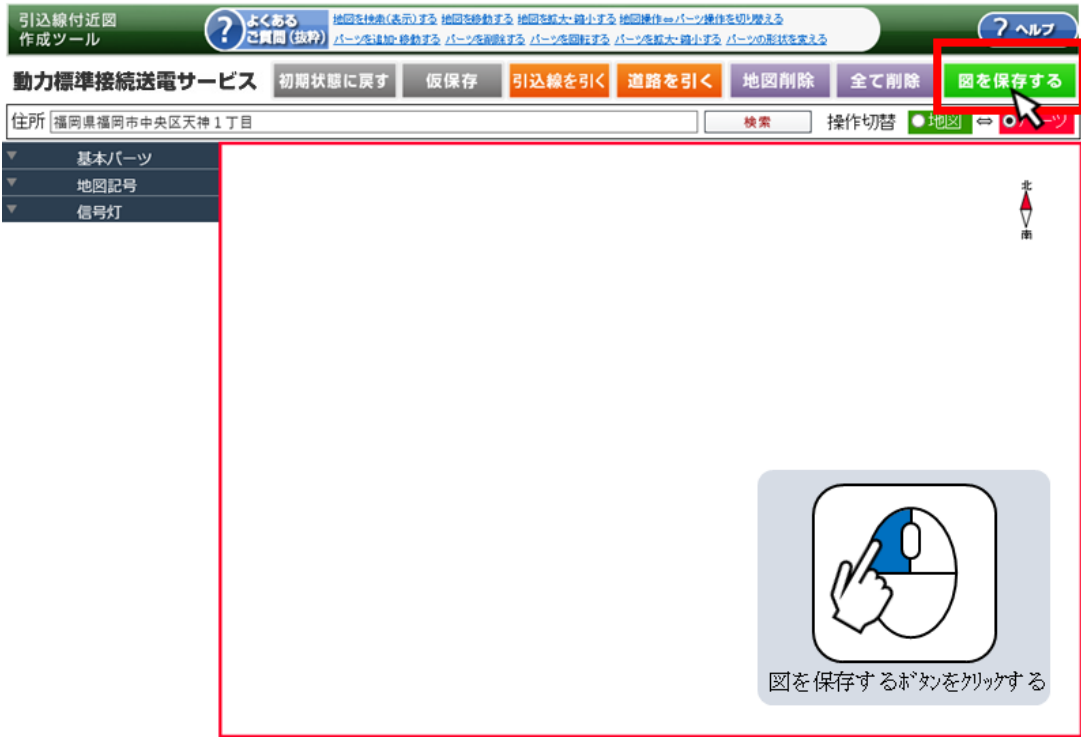 引込線付近図
作成ツール
? よくある
ご質問(抜粋)
地図を検索(表示)する 地図を移動する 地図を拡大・縮小する 地図操作⇔パーツ操作を切り替える
パーツを追加・移動する パーツを削除する パーツを回転する パーツを拡大・縮小する パーツの形状を変える
? ヘルプ
動力標準接続送電サービス 初期状態に戻す 仮保存 引込線を引く 道路を引く 地図削除 全て削除 図を保存する
住所 福岡県福岡市中央区天神1丁目 検索 操作切替 地図 ⇔ パーツ
基本パーツ
地図記号
信号灯
北
南
図を保存するボタンをクリックする